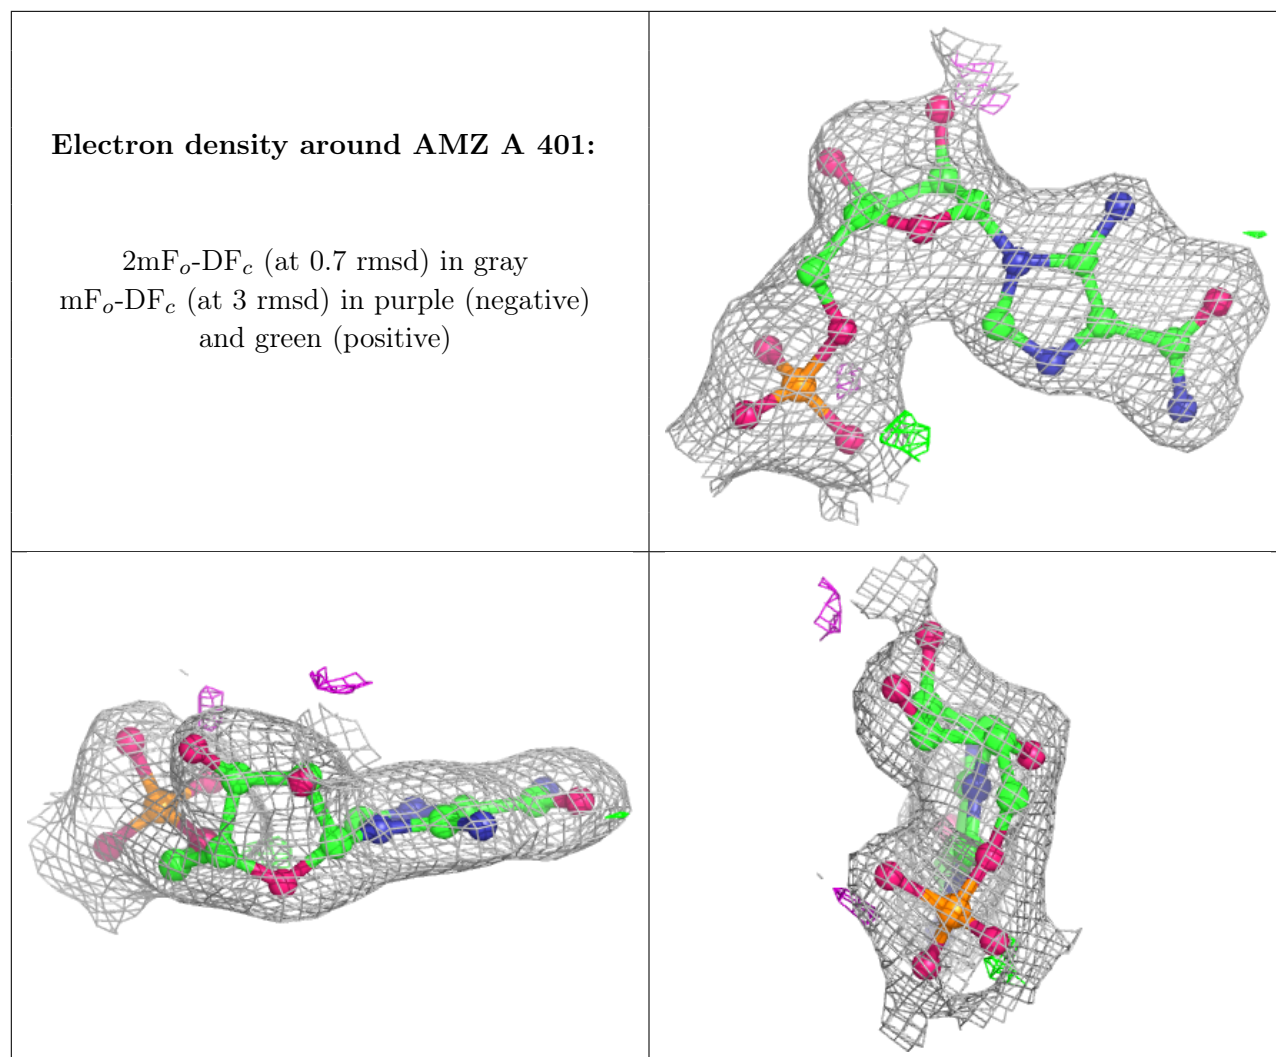 Electron density around AMZ A 401:
2mFₒ-DF𝒸 (at 0.7 rmsd) in gray
mFₒ-DF𝒸 (at 3 rmsd) in purple (negative)
and green (positive)